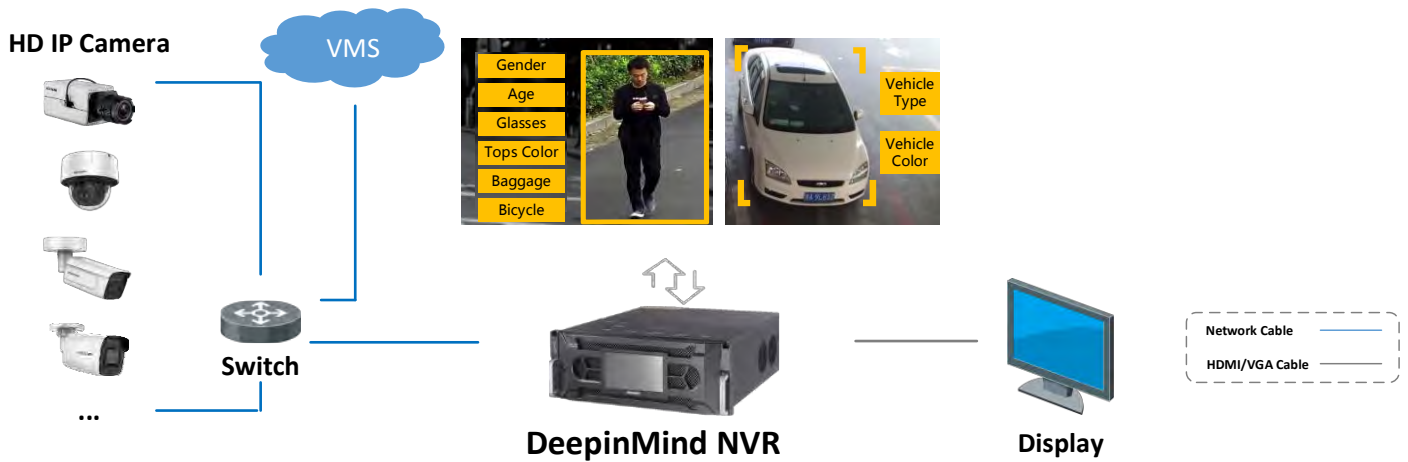 HD IP Camera
VMS
Gender
Age
Glasses
Tops Color
Baggage
Bicycle
Vehicle
Type
Vehicle
Color
Switch
...
DeepinMind NVR
Display
Network Cable
HDMI/VGA Cable